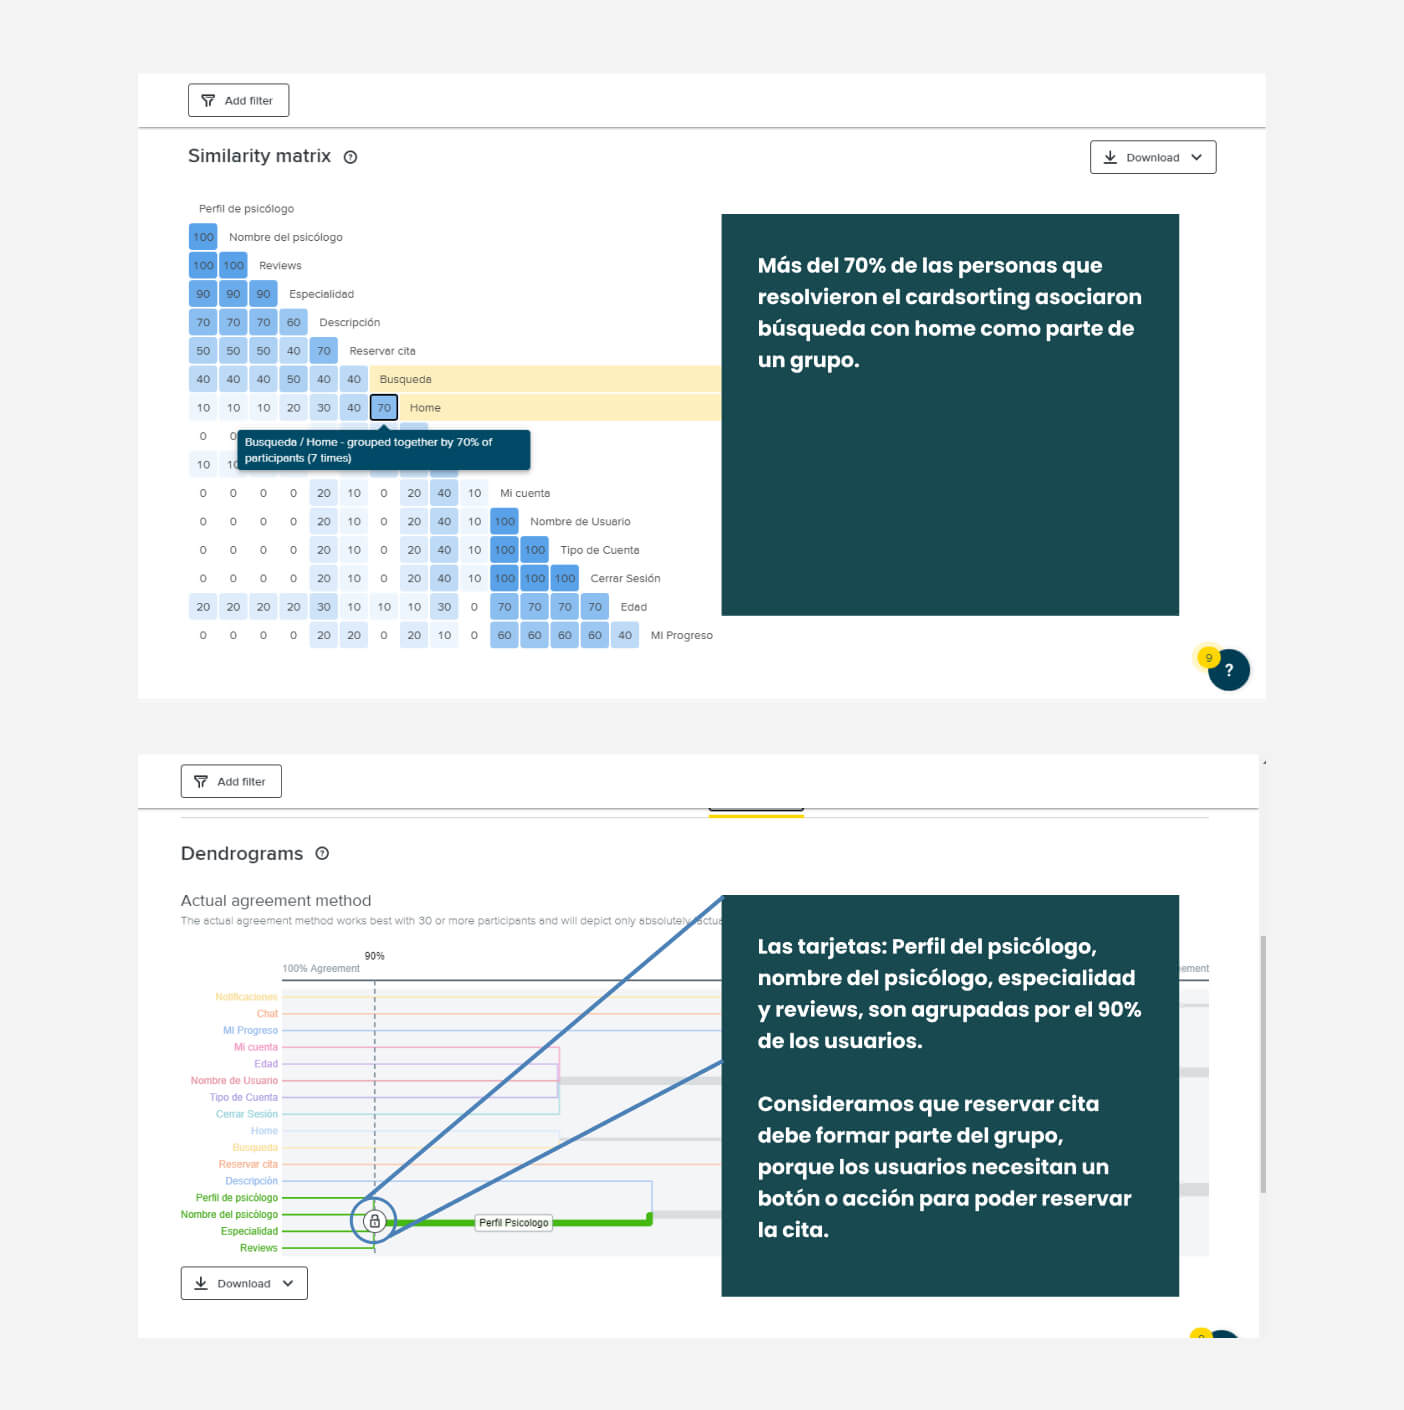 Add filter
Similarity matrix ?
Download
Perfil de psicólogo
100 Nombre del psicólogo
100 100 Reviews
90 90 90 Especialidad
70 70 70 60 Descripción
50 50 50 40 70 Reservar cita
40 40 40 50 40 40 Busqueda
10 10 10 20 30 40 70 Home
0 0
10 10
Busqueda / Home - grouped together by 70% of
participants (7 times)
0 0 0 0 20 10 0 20 40 10 Mi cuenta
0 0 0 0 20 10 0 20 40 10 100 Nombre de Usuario
0 0 0 0 20 10 0 20 40 10 100 100 Tipo de Cuenta
0 0 0 0 20 10 0 20 40 10 100 100 100 Cerrar Sesión
20 20 20 20 30 10 10 10 30 0 70 70 70 70 Edad
0 0 0 0 20 20 0 20 10 0 60 60 60 60 40 MI Progreso
Más del 70% de las personas que
resolvieron el cardsorting asociaron
búsqueda con home como parte de
un grupo.
9
?
Add filter
Dendrograms ?
Actual agreement method
The actual agreement method works best with 30 or more participants and will depict only absolutely
90%
100% Agreement
Notificaciones
Chat
MI Progreso
Mi cuenta
Edad
Nombre de Usuario
Tipo de Cuenta
Cerrar Sesión
Home
Busqueda
Reservar cita
Descripción
Perfil de psicólogo
Nombre del psicólogo
Especialidad
Reviews
Perfil Psicologo
Las tarjetas: Perfil del psicólogo,
nombre del psicólogo, especialidad
y reviews, son agrupadas por el 90%
de los usuarios.
Consideramos que reservar cita
debe formar parte del grupo,
porque los usuarios necesitan un
botón o acción para poder reservar
la cita.
Download